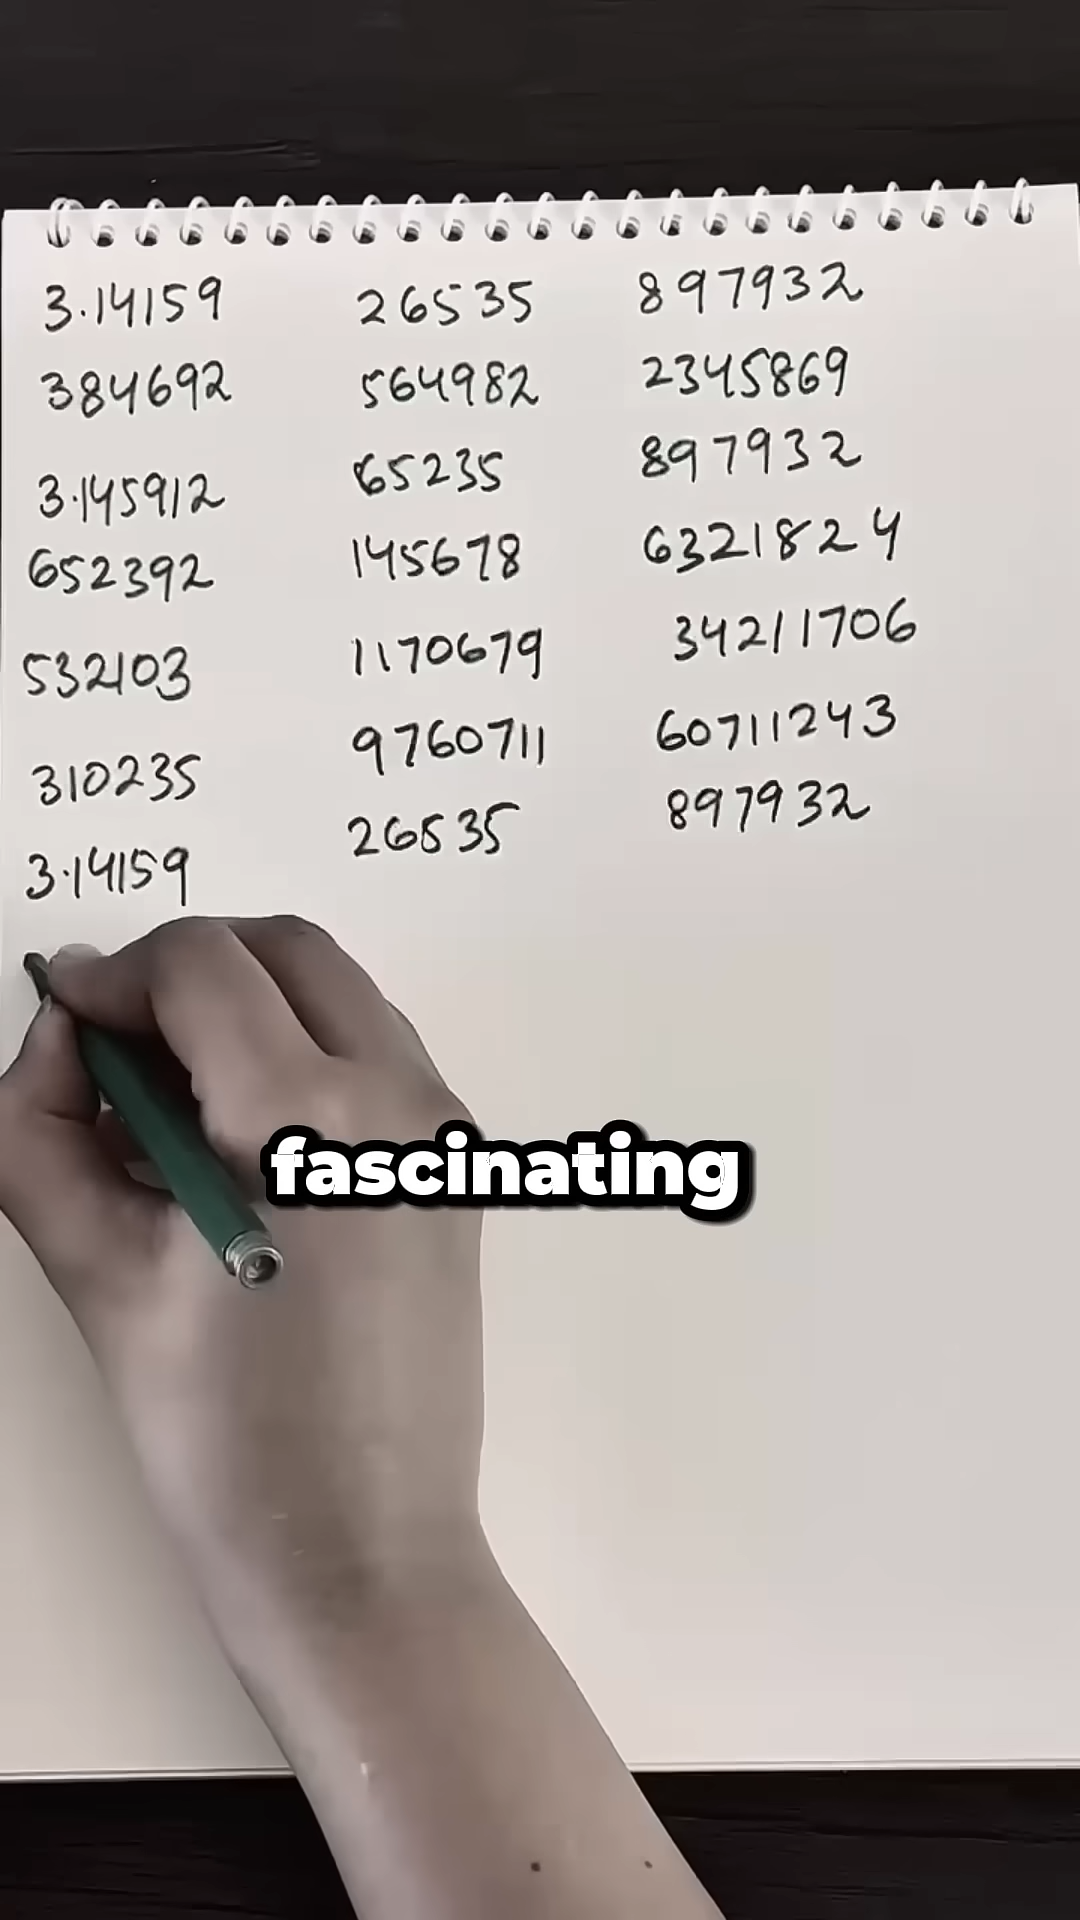 3.14159 26535 897932
384692 564982 2345869
3.145912 65235 897932
652392 145678 6321824
532103 1170679 34211706
310235 9760711 60711243
3.14159 26535 897932
fascinating